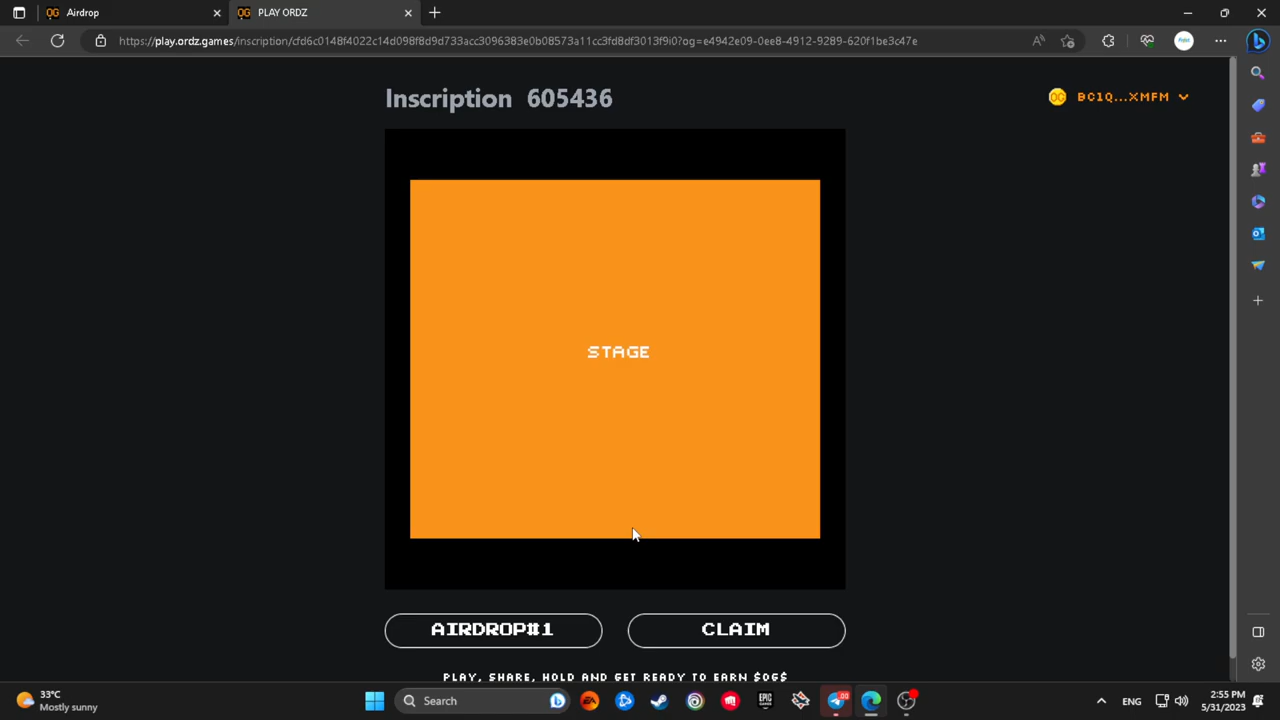 Airdrop
PLAY ORDZ
https://play.ordz.games/inscription/cfd6c0148f4022c14d098f8d9d733acc3096383e0b08573a11cc3fd8df3013f9i0?og=e4942e09-0ee8-4912-9289-620f1be3c47e
Inscription 605436
BC1Q...XMFM
STAGE
AIRDROP#1
CLAIM
PLAY, SHARE, HOLD AND GET READY TO EARN $OG$
33°C
Mostly sunny
Search
ENG
2:55 PM
5/31/2023